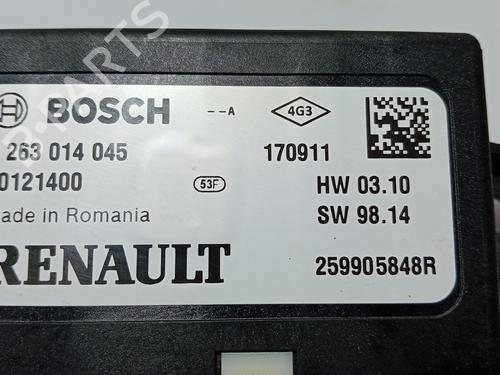 BOSCH --A 4G3
263 014 045 170911
0121400 53F HW 03.10
ade in Romania SW 98.14
RENAULT 259905848R